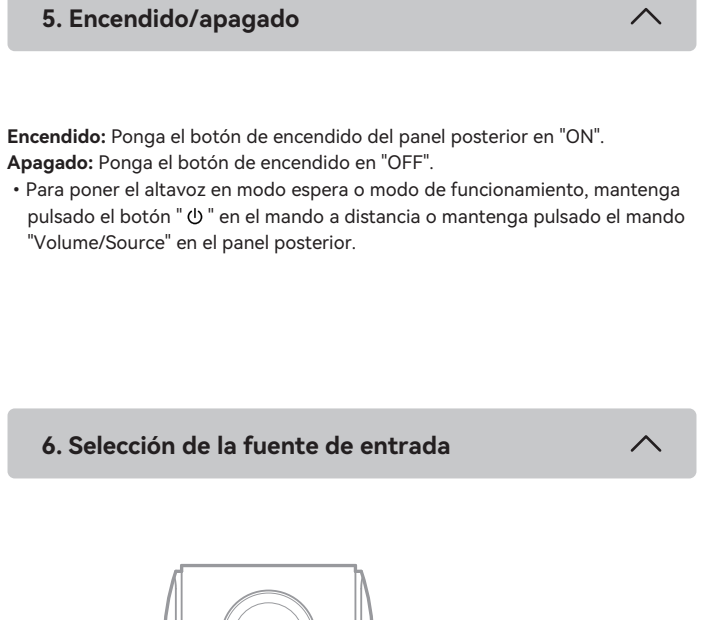 5. Encendido/apagado
Encendido: Ponga el botón de encendido del panel posterior en "ON".
Apagado: Ponga el botón de encendido en "OFF".
• Para poner el altavoz en modo espera o modo de funcionamiento, mantenga
pulsado el botón " ⏻ " en el mando a distancia o mantenga pulsado el mando
"Volume/Source" en el panel posterior.
6. Selección de la fuente de entrada